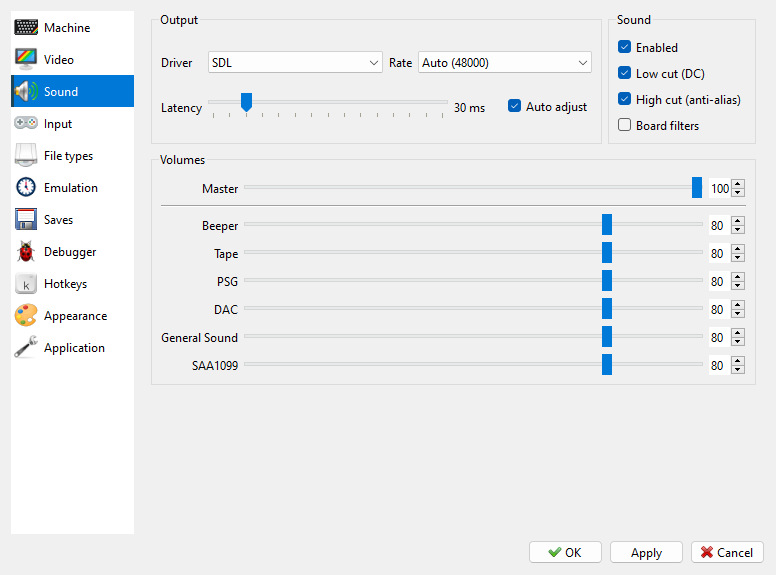 Machine
Video
Sound
Input
File types
Emulation
Saves
Debugger
k
Hotkeys
Appearance
Application
Output
Driver SDL Rate Auto (48000)
Latency 30 ms Auto adjust
Sound
Enabled
Low cut (DC)
High cut (anti-alias)
Board filters
Volumes
Master 100
Beeper 80
Tape 80
PSG 80
DAC 80
General Sound 80
SAA1099 80
OK Apply Cancel